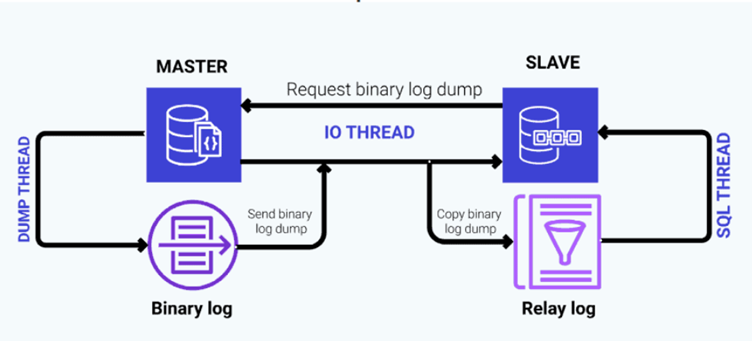 MASTER
SLAVE
Request binary log dump
IO THREAD
DUMP THREAD
SQL THREAD
{}
Send binary
log dump
Copy binary
log dump
Binary log
Relay log